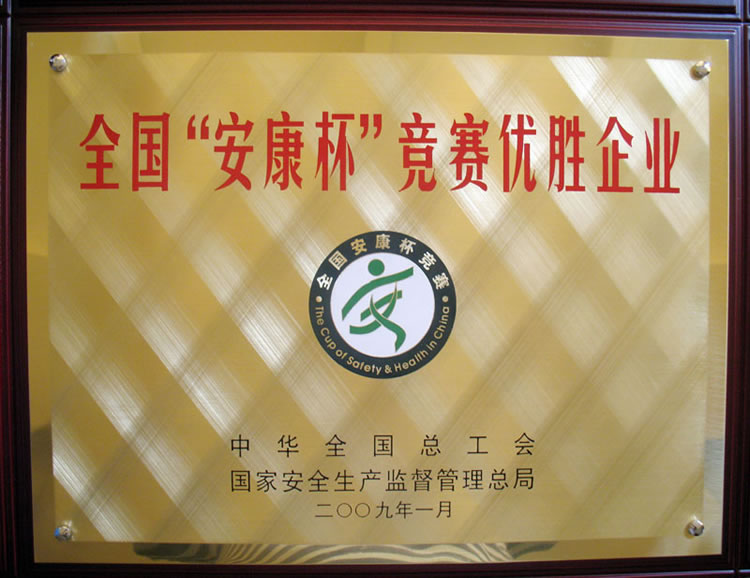 全国“安康杯”竞赛优胜企业
全国安康杯竞赛
The Cup of Safety & Health in China
中华全国总工会
国家安全生产监督管理总局
二〇〇九年一月